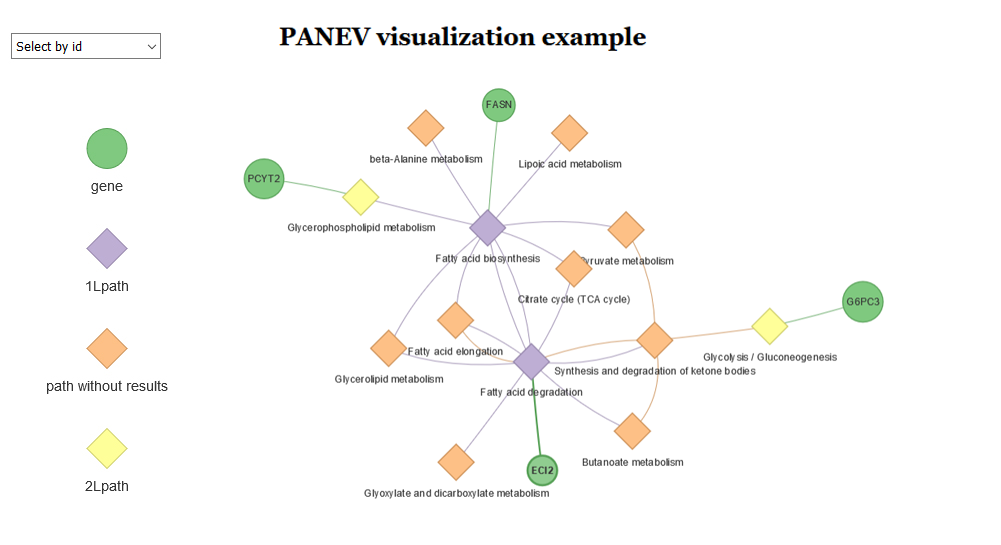 PANEV visualization example
Select by id
gene
1Lpath
path without results
2Lpath
FASN
beta-Alanine metabolism
Lipoic acid metabolism
PCYT2
Glycerophospholipid metabolism
Fatty acid biosynthesis
Pyruvate metabolism
Citrate cycle (TCA cycle)
G6PC3
Fatty acid elongation
Glycolysis / Gluconeogenesis
Synthesis and degradation of ketone bodies
Glycerolipid metabolism
Fatty acid degradation
Butanoate metabolism
ECI2
Glyoxylate and dicarboxylate metabolism